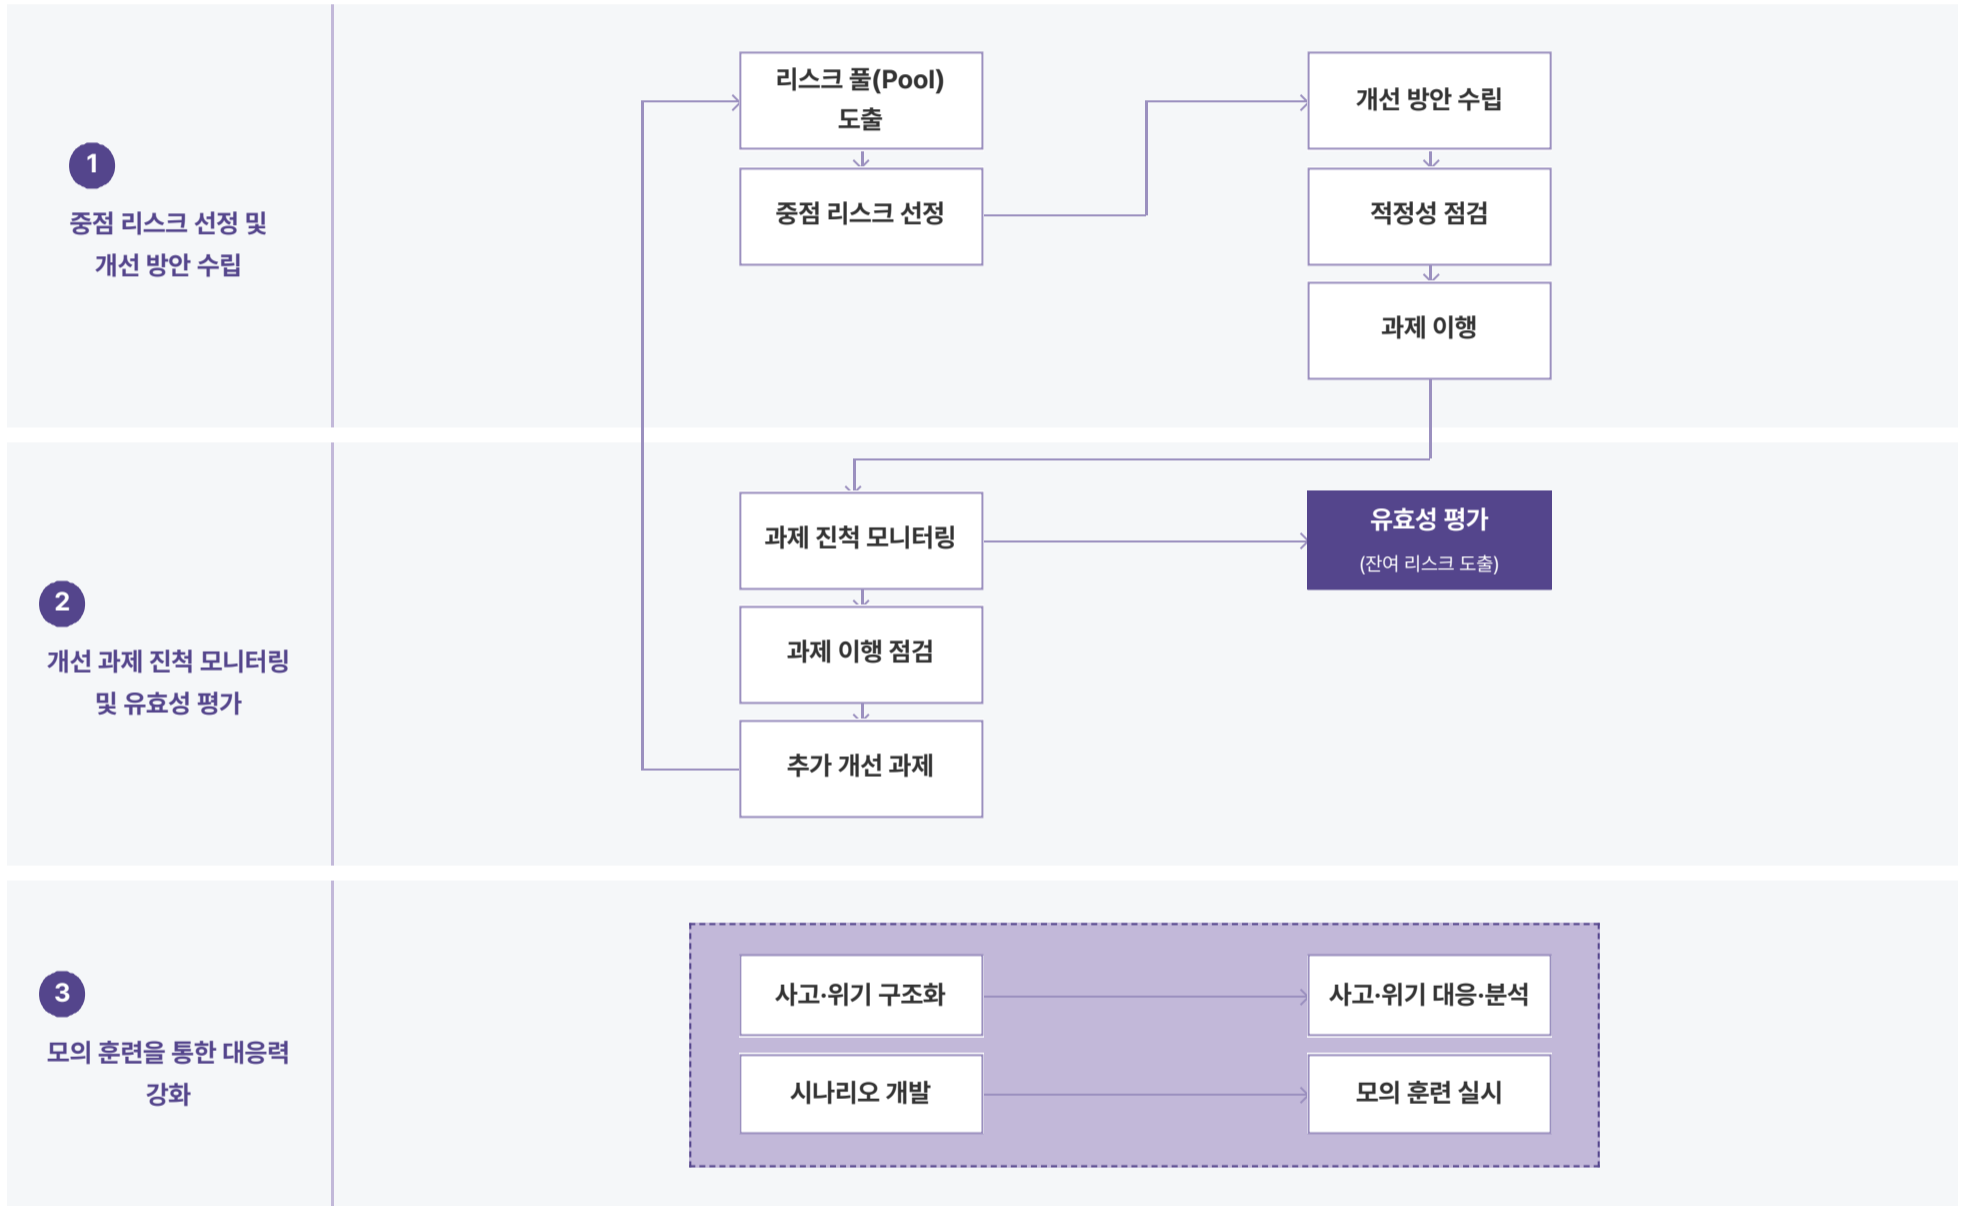 1
중점 리스크 선정 및
개선 방안 수립
리스크 풀(Pool)
도출
중점 리스크 선정
개선 방안 수립
적정성 점검
과제 이행
2
개선 과제 진척 모니터링
및 유효성 평가
과제 진척 모니터링
과제 이행 점검
추가 개선 과제
유효성 평가
(잔여 리스크 도출)
3
모의 훈련을 통한 대응력
강화
사고·위기 구조화
사고·위기 대응·분석
시나리오 개발
모의 훈련 실시